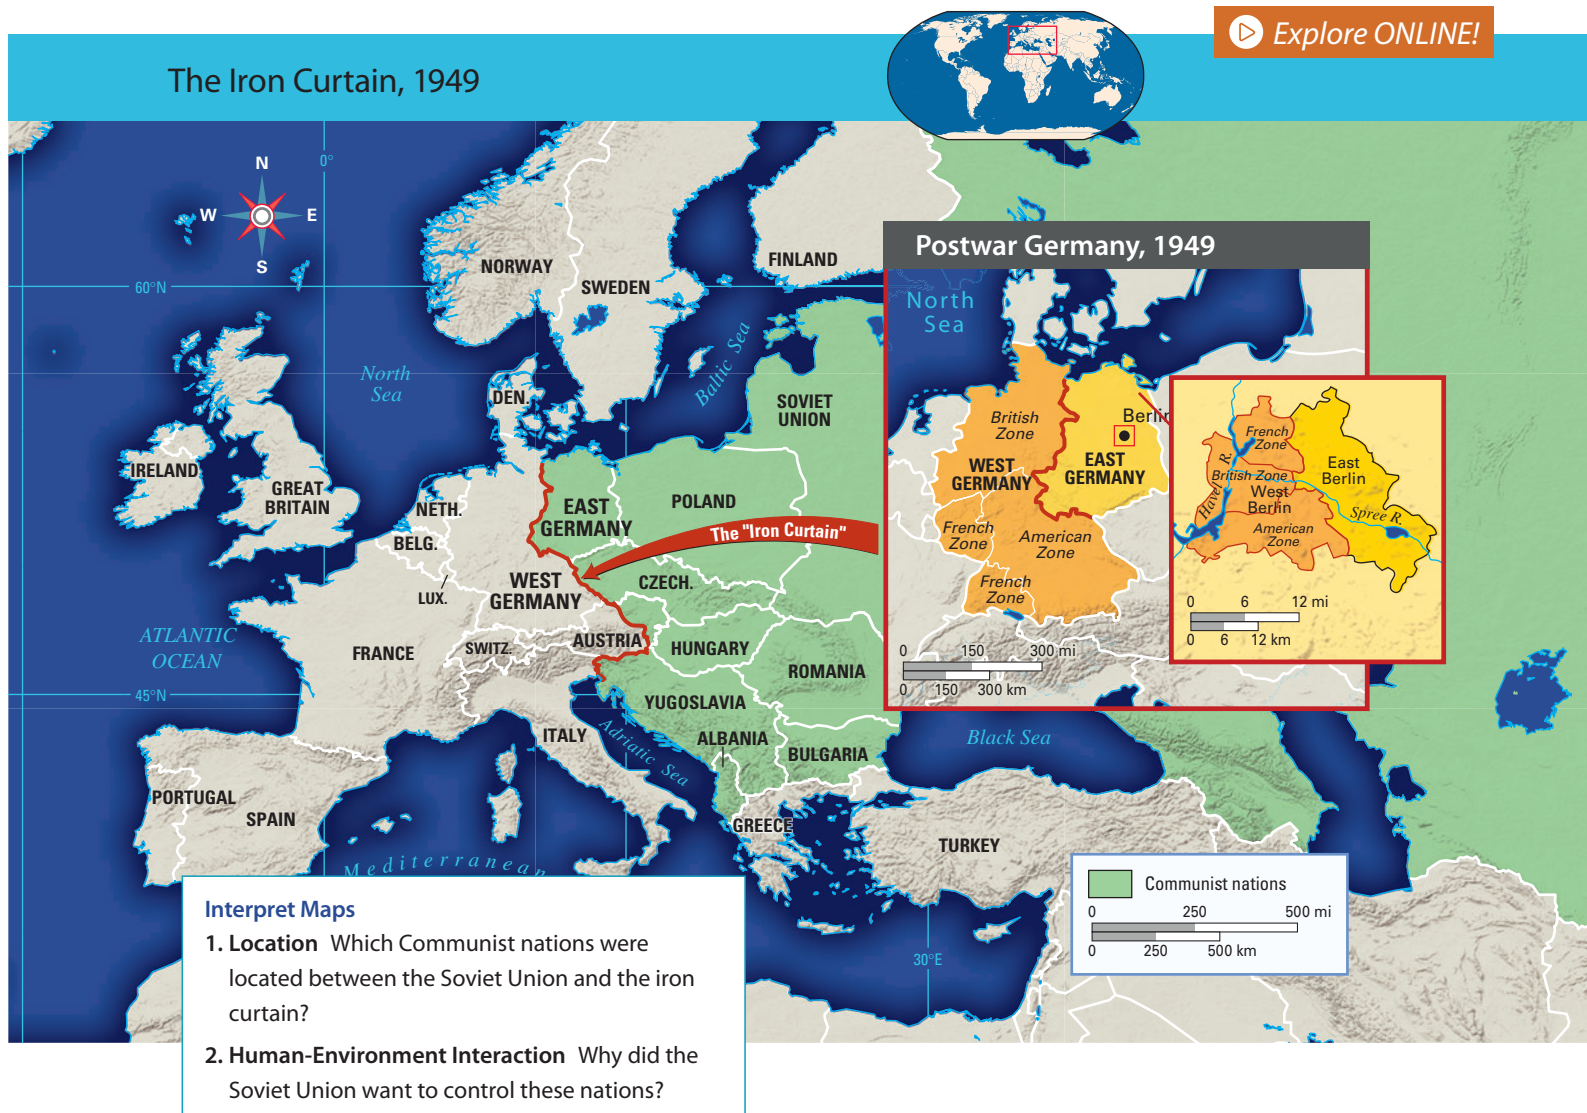 Explore ONLINE!
The Iron Curtain, 1949
N
W
E
S
0°
60°N
45°N
30°E
NORWAY
SWEDEN
FINLAND
North
Sea
Baltic Sea
DEN.
SOVIET
UNION
IRELAND
GREAT
BRITAIN
NETH.
BELG.
LUX.
EAST
GERMANY
POLAND
The "Iron Curtain"
WEST
GERMANY
CZECH.
ATLANTIC
OCEAN
FRANCE
SWITZ.
AUSTRIA
HUNGARY
ROMANIA
YUGOSLAVIA
ITALY
Adriatic Sea
ALBANIA
BULGARIA
Black Sea
PORTUGAL
SPAIN
GREECE
TURKEY
Mediterranean
Postwar Germany, 1949
North
Sea
British
Zone
Berlin
WEST
GERMANY
EAST
GERMANY
French
Zone
American
Zone
French
Zone
0 150 300 mi
0 150 300 km
French
Zone
East
Berlin
Havel R.
British Zone
West
Berlin
Spree R.
American
Zone
0 6 12 mi
0 6 12 km
Communist nations
0 250 500 mi
0 250 500 km
Interpret Maps
1. Location Which Communist nations were
located between the Soviet Union and the iron
curtain?
2. Human-Environment Interaction Why did the
Soviet Union want to control these nations?